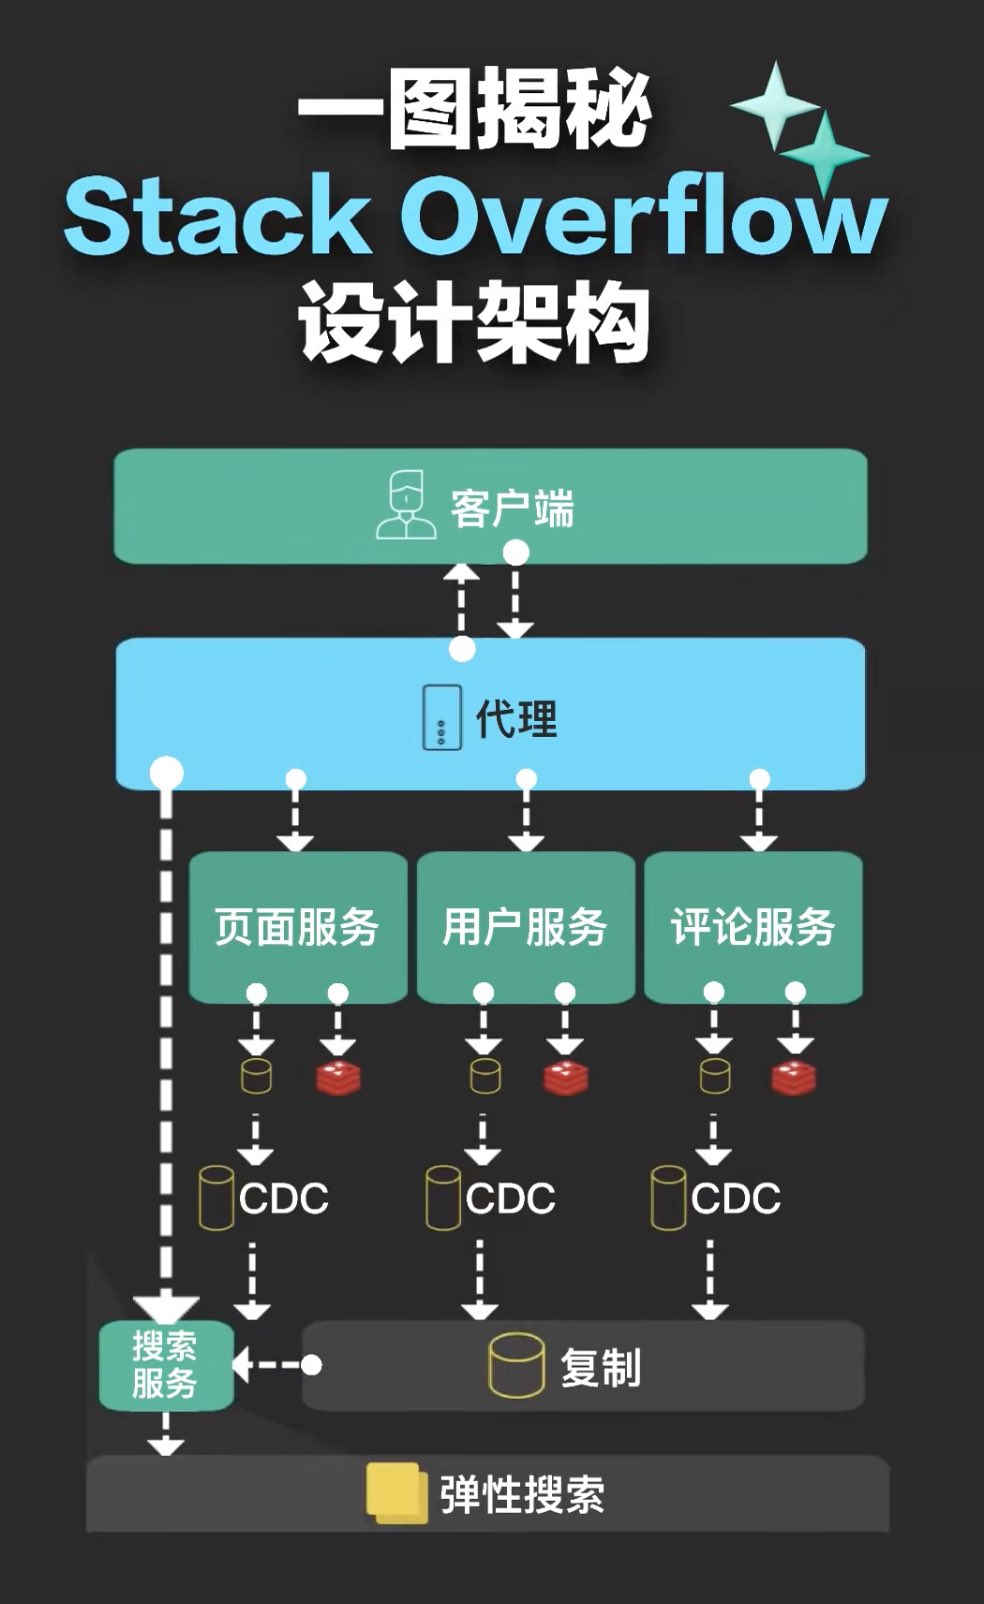 一图揭秘
Stack Overflow
设计架构
客户端
代理
页面服务
用户服务
评论服务
CDC
CDC
CDC
搜索
服务
复制
弹性搜索